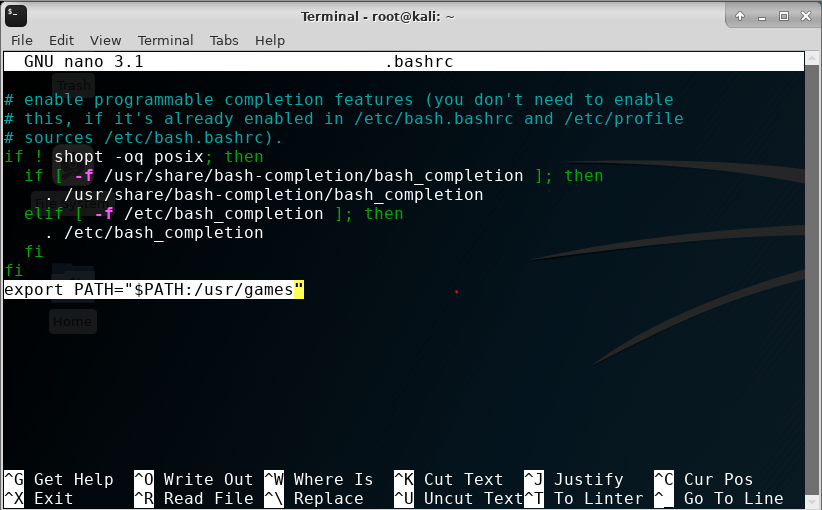 Terminal - root@kali: ~
File Edit View Terminal Tabs Help
GNU nano 3.1 .bashrc
Trash
# enable programmable completion features (you don't need to enable
# this, if it's already enabled in /etc/bash.bashrc and /etc/profile
# sources /etc/bash.bashrc).
if ! shopt -oq posix; then
  if [ -f /usr/share/bash-completion/bash_completion ]; then
    . /usr/share/bash-completion/bash_completion
  elif [ -f /etc/bash_completion ]; then
    . /etc/bash_completion
  fi
fi
export PATH="$PATH:/usr/games"
Home
^G Get Help ^O Write Out ^W Where Is ^K Cut Text ^J Justify ^C Cur Pos
^X Exit ^R Read File ^\ Replace ^U Uncut Text ^T To Linter ^_ Go To Line